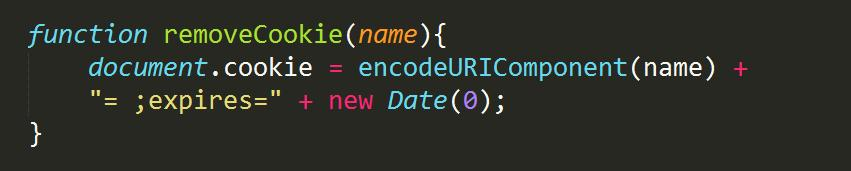 function removeCookie(name){
document.cookie = encodeURIComponent(name) +
"= ;expires=" + new Date(0);
}